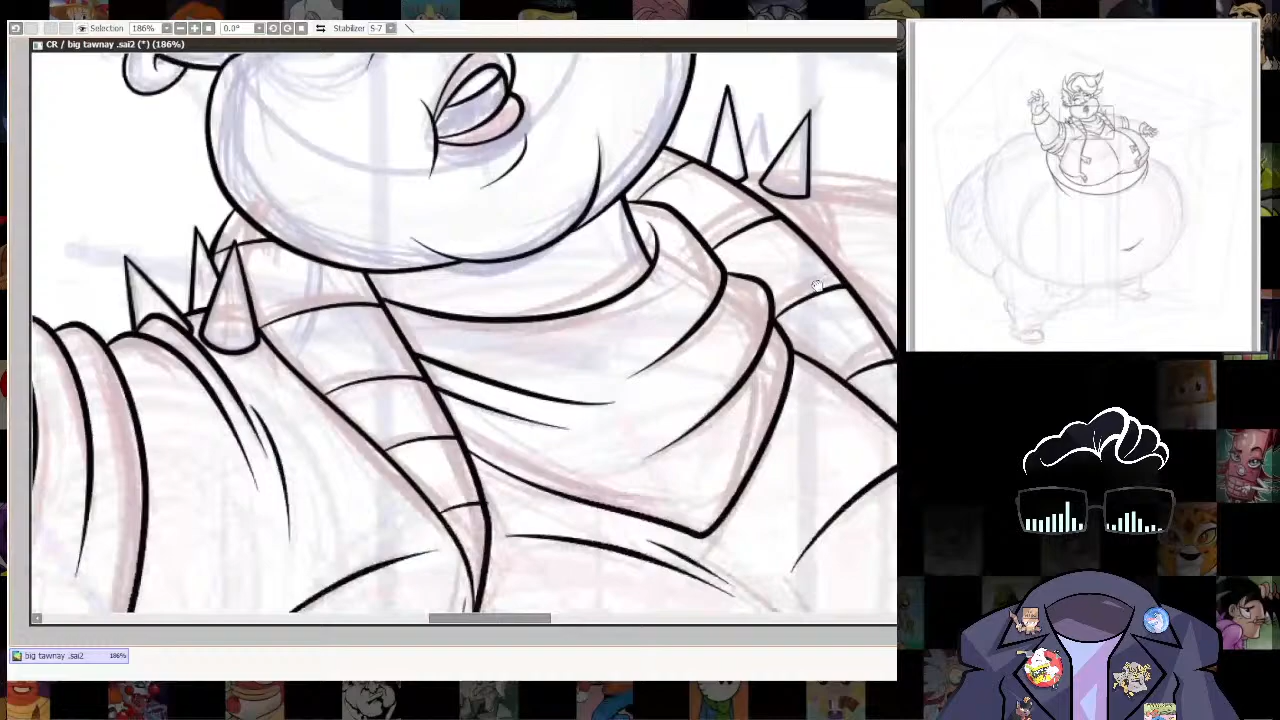 Selection 186% 0.0° Stabilizer S-7
CR / big tawnay .sai2 (*) (186%)
big tawnay .sai2 186%